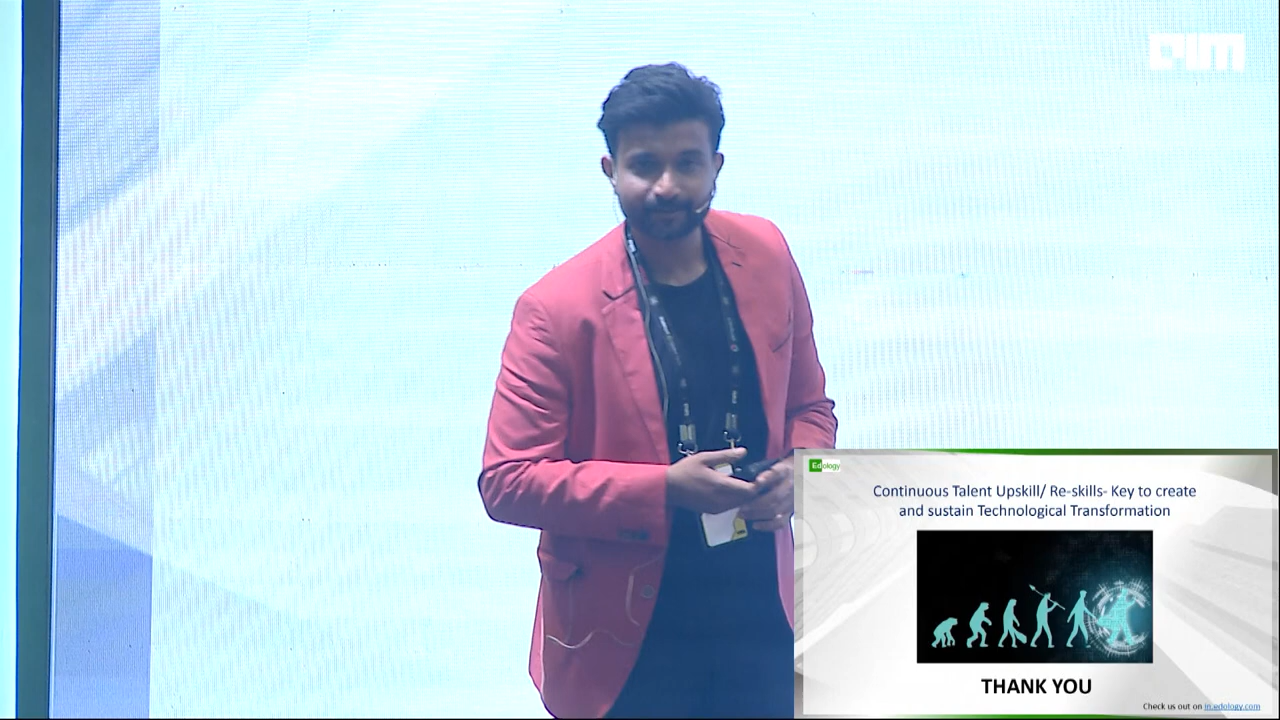 AIM
Edology
Continuous Talent Upskill/ Re-skills- Key to create
and sustain Technological Transformation
THANK YOU
Check us out on in.edology.com